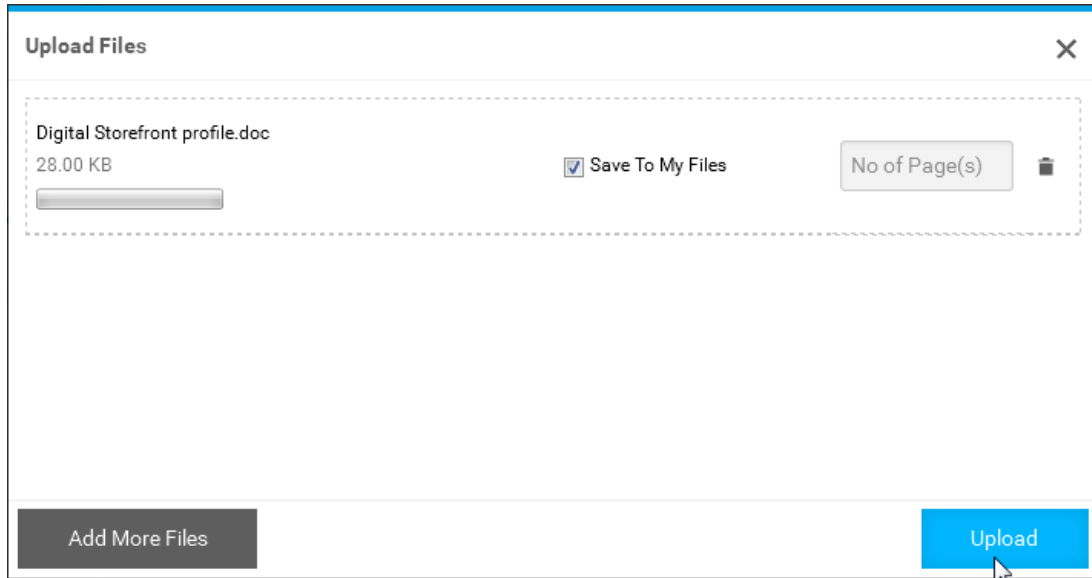 Upload Files
Digital Storefront profile.doc
28.00 KB
Save To My Files
No of Page(s)
Add More Files
Upload